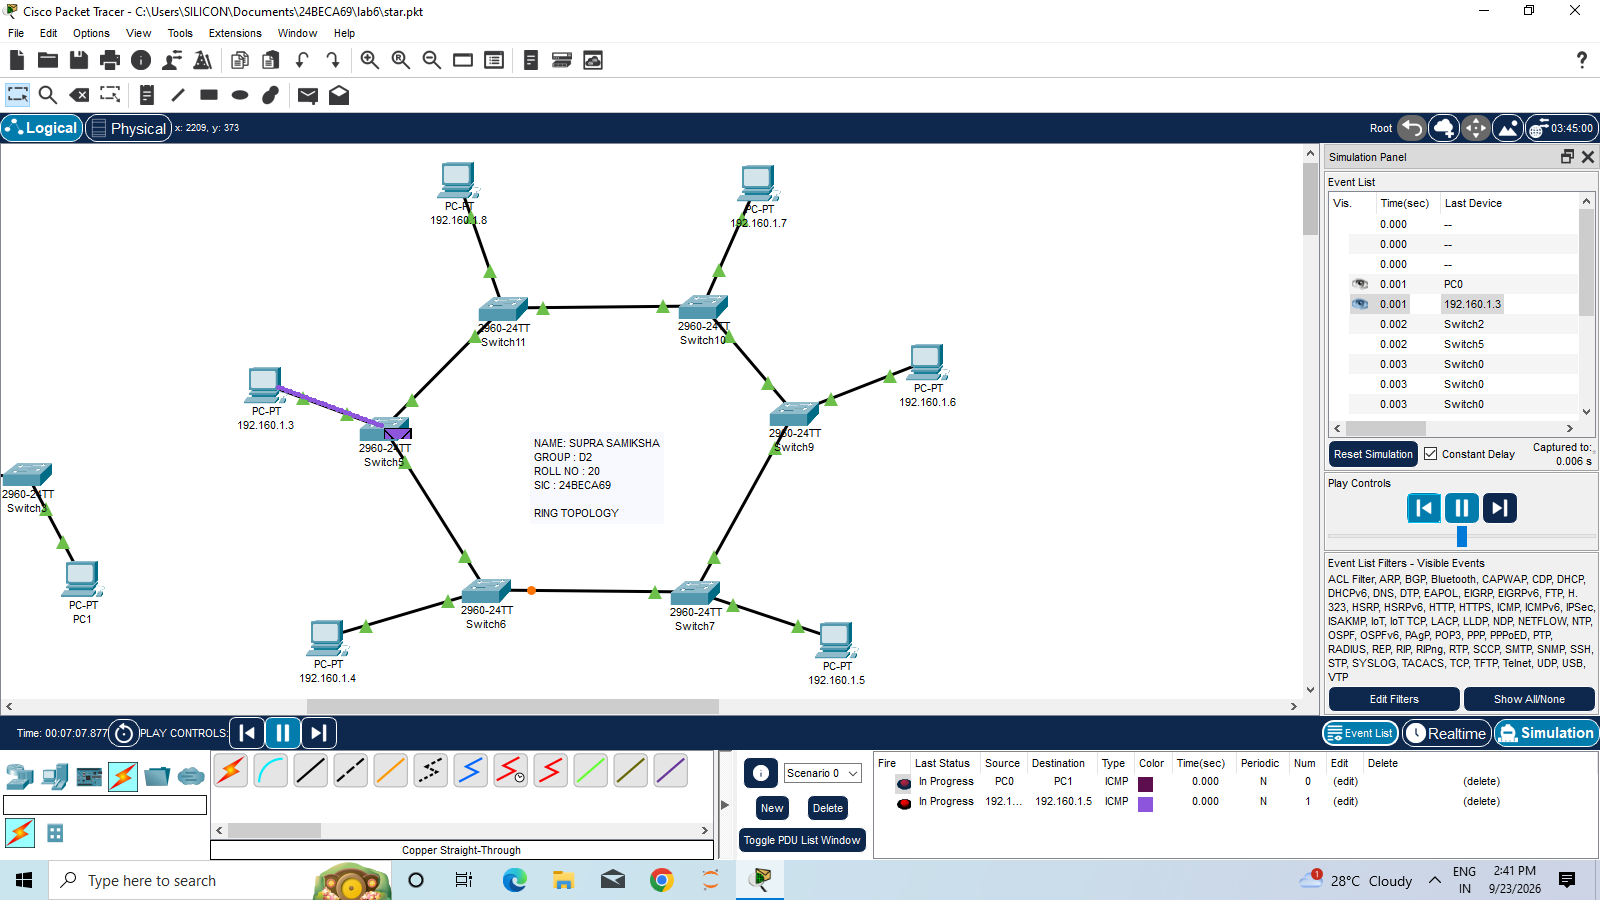 Cisco Packet Tracer - C:\Users\SILICON\Documents\24BECA69\lab6\star.pkt
File Edit Options View Tools Extensions Window Help
?
Logical Physical x: 2209, y: 373 Root 03:45:00
PC-PT
192.160.1.8
PC-PT
192.160.1.7
2960-24TT
Switch11
2960-24TT
Switch10
PC-PT
192.160.1.6
PC-PT
192.160.1.3
2960-24TT
Switch5
2960-24TT
Switch9
NAME: SUPRA SAMIKSHA
GROUP : D2
ROLL NO : 20
SIC : 24BECA69
RING TOPOLOGY
2960-24TT
Switch3
PC-PT
PC1
2960-24TT
Switch6
2960-24TT
Switch7
PC-PT
192.160.1.4
PC-PT
192.160.1.5
Simulation Panel
Event List
Vis. Time(sec) Last Device
0.000 --
0.000 --
0.000 --
0.001 PC0
0.001 192.160.1.3
0.002 Switch2
0.002 Switch5
0.003 Switch0
0.003 Switch0
0.003 Switch0
Reset Simulation Constant Delay Captured to:
0.006 s
Play Controls
Event List Filters - Visible Events
ACL Filter, ARP, BGP, Bluetooth, CAPWAP, CDP, DHCP,
DHCPv6, DNS, DTP, EAPOL, EIGRP, EIGRPv6, FTP, H.
323, HSRP, HSRPv6, HTTP, HTTPS, ICMP, ICMPv6, IPSec,
ISAKMP, IoT, IoT TCP, LACP, LLDP, NDP, NETFLOW, NTP,
OSPF, OSPFv6, PAgP, POP3, PPP, PPPoED, PTP,
RADIUS, REP, RIP, RIPng, RTP, SCCP, SMTP, SNMP, SSH,
STP, SYSLOG, TACACS, TCP, TFTP, Telnet, UDP, USB,
VTP
Edit Filters Show All/None
Time: 00:07:07.877 PLAY CONTROLS: Event List Realtime Simulation
Copper Straight-Through
Scenario 0
New Delete
Toggle PDU List Window
Fire Last Status Source Destination Type Color Time(sec) Periodic Num Edit Delete
In Progress PC0 PC1 ICMP 0.000 N 0 (edit) (delete)
In Progress 192.1... 192.160.1.5 ICMP 0.000 N 1 (edit) (delete)
Type here to search
1 28°C Cloudy ENG IN 2:41 PM 9/23/2026